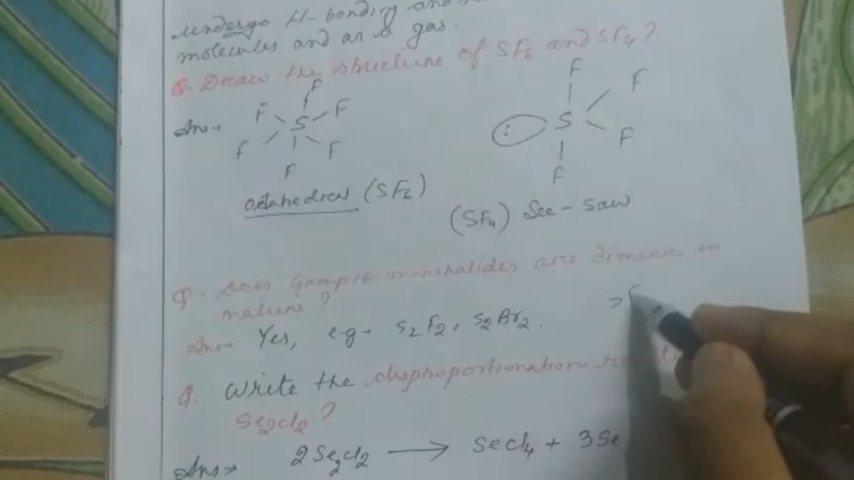 undergo H-bonding and
molecules and as a gas.
Q. Draw the structure of SF6 and SF4?
Ans→
F
F F
S
F F
F
octahedral (SF6)
F
F
: S
F
F
(SF4) See-saw
Q. Does Group 16 monohalides are dimeric in
nature?
Ans→ Yes, eg→ S2F2, S2Br2.
Q. Write the disproportionation
Se2Cl2?
Ans→ 2Se2Cl2 → SeCl4 + 3Se